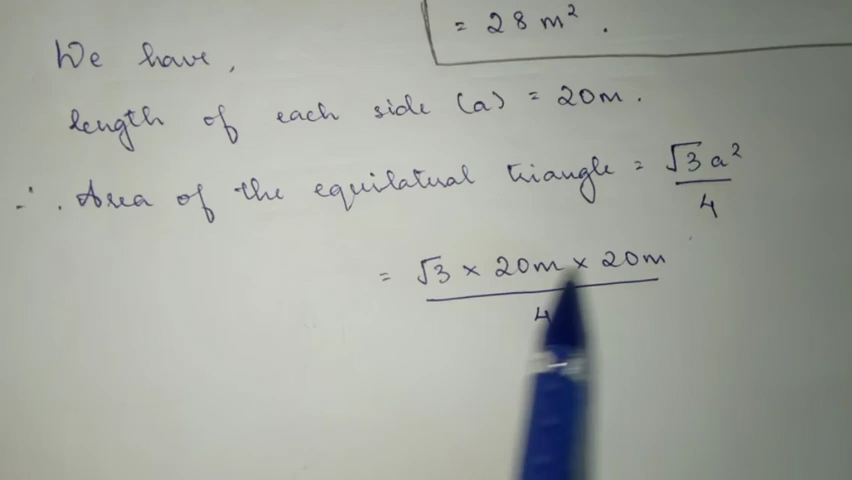 = 28 m².
We have,
length of each side (a) = 20m.
∴ Area of the equilatual triangle = √3 a² / 4
= √3 × 20m × 20m / 4